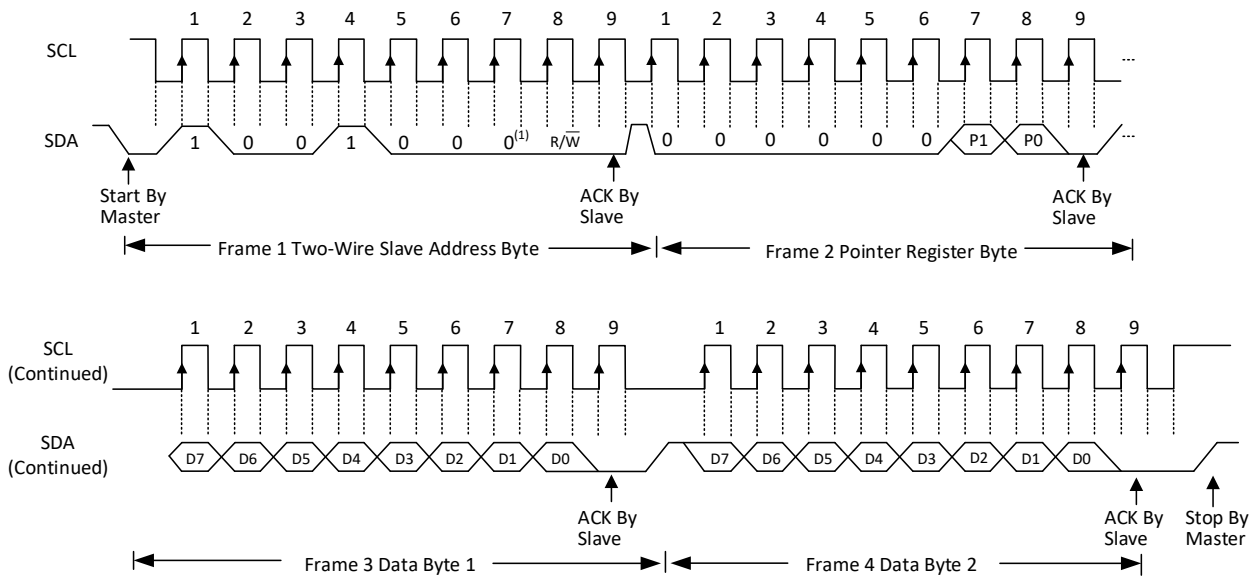 1 2 3 4 5 6 7 8 9 1 2 3 4 5 6 7 8 9
SCL
...
SDA
1 0 0 1 0 0 0(1) R/W̅ 0 0 0 0 0 0 P1 P0
...
Start By
Master
ACK By
Slave
ACK By
Slave
Frame 1 Two-Wire Slave Address Byte
Frame 2 Pointer Register Byte
1 2 3 4 5 6 7 8 9 1 2 3 4 5 6 7 8 9
SCL
(Continued)
SDA
(Continued)
D7 D6 D5 D4 D3 D2 D1 D0 D7 D6 D5 D4 D3 D2 D1 D0
ACK By
Slave
ACK By
Slave
Stop By
Master
Frame 3 Data Byte 1
Frame 4 Data Byte 2